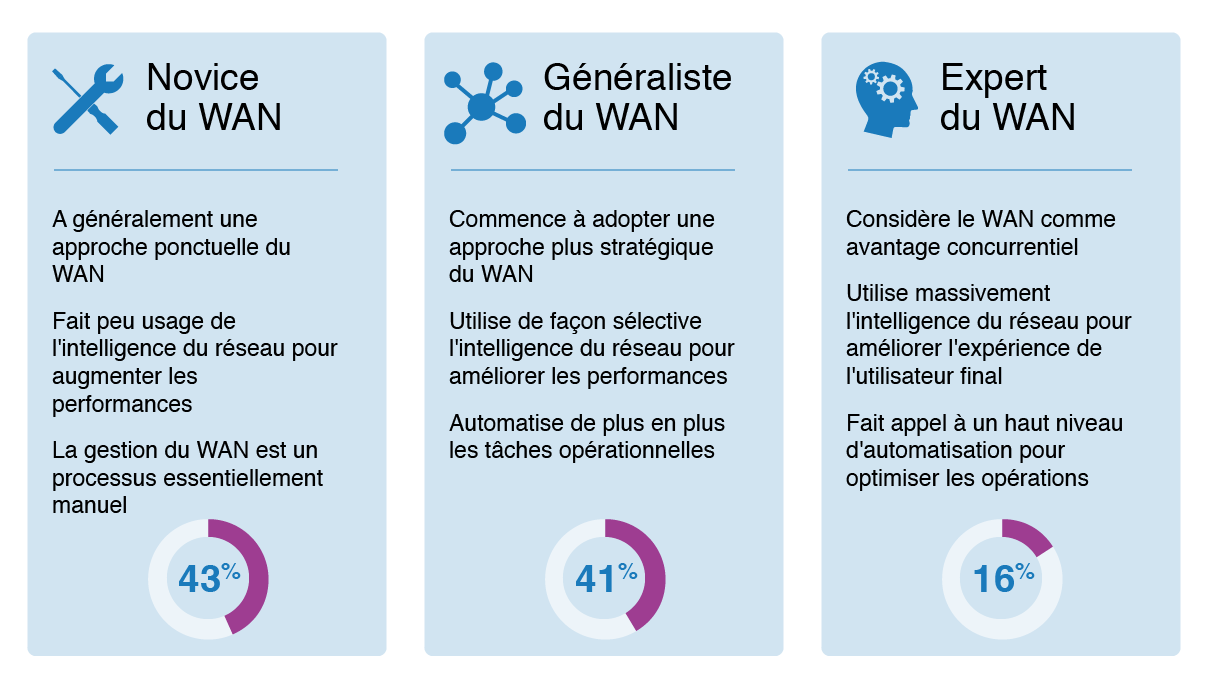 Novice
du WAN
A généralement une
approche ponctuelle du
WAN
Fait peu usage de
l'intelligence du réseau pour
augmenter les
performances
La gestion du WAN est un
processus essentiellement
manuel
43%
Généraliste
du WAN
Commence à adopter une
approche plus stratégique
du WAN
Utilise de façon sélective
l'intelligence du réseau pour
améliorer les performances
Automatise de plus en plus
les tâches opérationnelles
41%
Expert
du WAN
Considère le WAN comme
avantage concurrentiel
Utilise massivement
l'intelligence du réseau pour
améliorer l'expérience de
l'utilisateur final
Fait appel à un haut niveau
d'automatisation pour
optimiser les opérations
16%